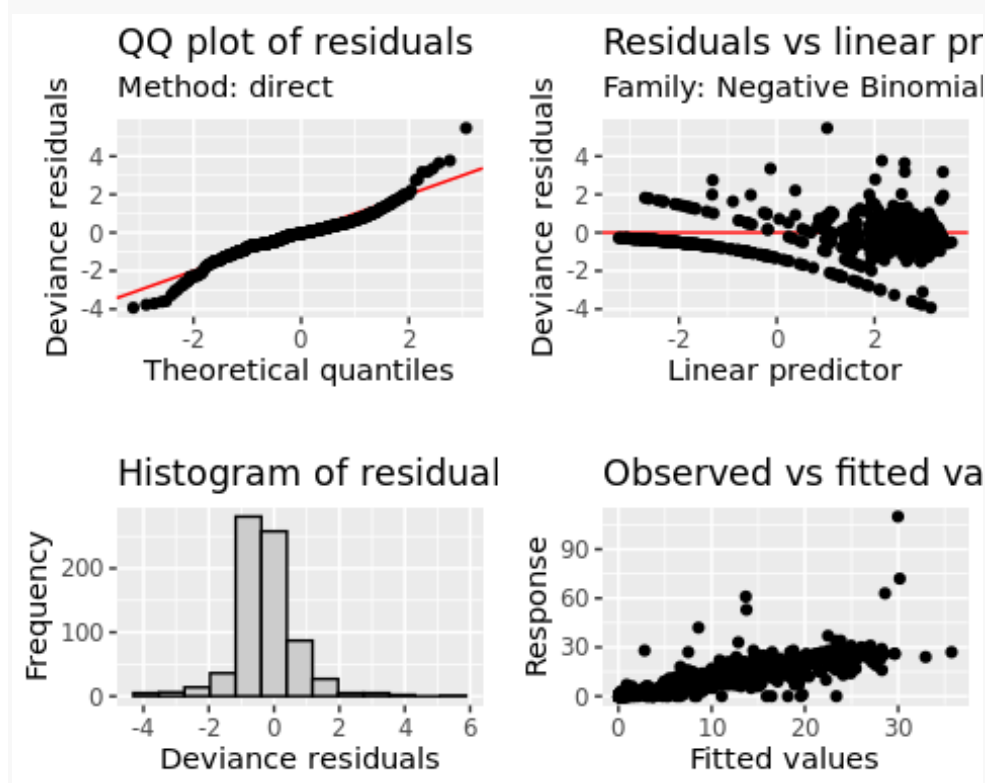 QQ plot of residuals
Method: direct
Deviance residuals
4
2
0
-2
-4
-2
0
2
Theoretical quantiles
Residuals vs linear pr
Family: Negative Binomial
Deviance residuals
4
2
0
-2
-4
-2
0
2
Linear predictor
Histogram of residual
Frequency
200
100
0
-4
-2
0
2
4
6
Deviance residuals
Observed vs fitted va
Response
90
60
30
0
0
10
20
30
Fitted values